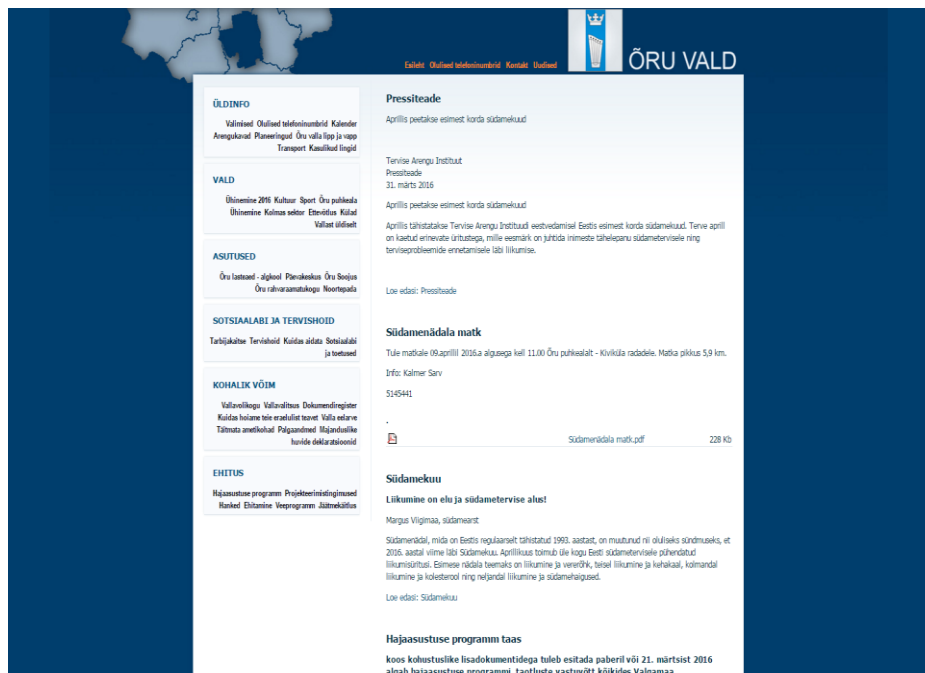 Esileht Olulised telefoninumbrid Kontakt Uudised
ÕRU VALD
ÜLDINFO
Valimised Olulised telefoninumbrid Kalender
Arengukavad Planeeringud Õru valla lipp ja vapp
Transport Kasulikud lingid
VALD
Ühinemine 2016 Kultuur Sport Õru puhkeala
Ühinemine Kolmas sektor Ettevõtlus Külad
Vallast üldiselt
ASUTUSED
Õru lasteaed - algkool Päevakeskus Õru Soojus
Õru rahvaraamatukogu Noortepada
SOTSIAALABI JA TERVISHOID
Tarbijakaitse Tervishoid Kuidas aidata Sotsiaalabi
ja toetused
KOHALIK VÕIM
Vallavolikogu Vallavalitsus Dokumendiregister
Kuidas hoiame teie eraelulist teavet Valla eelarve
Täitmata ametikohad Palgaandmed Majanduslike
huvide deklaratsioonid
EHITUS
Hajaasustuse programm Projekteerimistingimused
Hanked Ehitamine Veeprogramm Jäätmekäitlus
Pressiteade
Aprillis peetakse esimest korda südamekuud
Tervise Arengu Instituut
Pressiteade
31. märts 2016
Aprillis peetakse esimest korda südamekuud
Aprillis tähistatakse Tervise Arengu Instituudi eestvedamisel Eestis esimest korda südamekuud. Terve aprill
on kaetud erinevate üritustega, mille eesmärk on juhtida inimeste tähelepanu südametervisele ning
terviseprobleemide ennetamisele läbi liikumise.
Loe edasi: Pressiteade
Südamenädala matk
Tule matkale 09.aprillil 2016.a algusega kell 11.00 Õru puhkealalt - Kiviküla radadele. Matka pikkus 5,9 km.
Info: Kalmer Sarv
5145441
.
Südamenädala matk.pdf 228 Kb
Südamekuu
Liikumine on elu ja südametervise alus!
Margus Viigimaa, südamearst
Südamenädal, mida on Eestis regulaarselt tähistatud 1993. aastast, on muutunud nii oluliseks sündmuseks, et
2016. aastal viime läbi Südamekuu. Aprillikuus toimub üle kogu Eesti südametervisele pühendatud
liikumisüritusi. Esimese nädala teemaks on liikumine ja vererõhk, teisel liikumine ja kehakaal, kolmandal
liikumine ja kolesterool ning neljandal liikumine ja südamehaigused.
Loe edasi: Südamekuu
Hajaasustuse programm taas
koos kohustuslike lisadokumentidega tuleb esitada paberil või 21. märtsist 2016
algab hajaasustuse programmi taotluste vastuvõtt kõikides Valgamaa